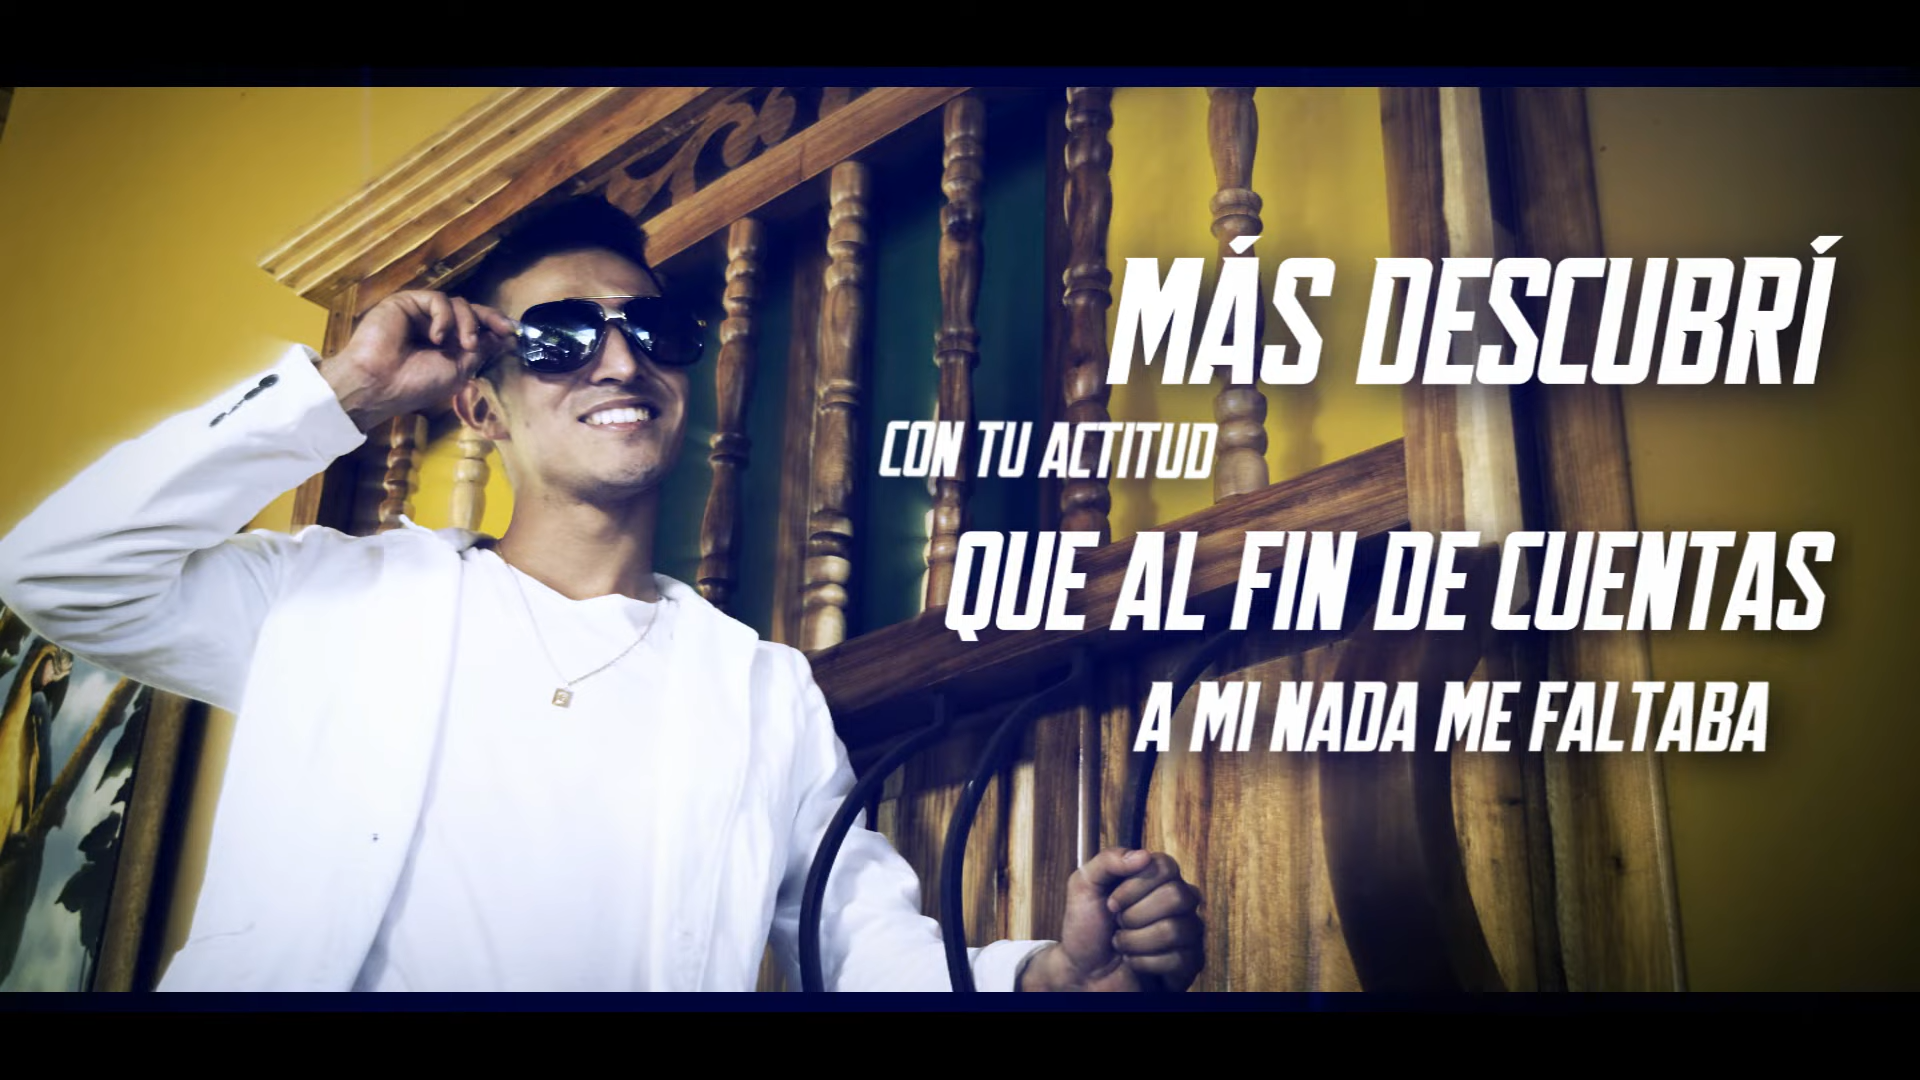 MÁS DESCUBRÍ
CON TU ACTITUD
QUE AL FIN DE CUENTAS
A MI NADA ME FALTABA